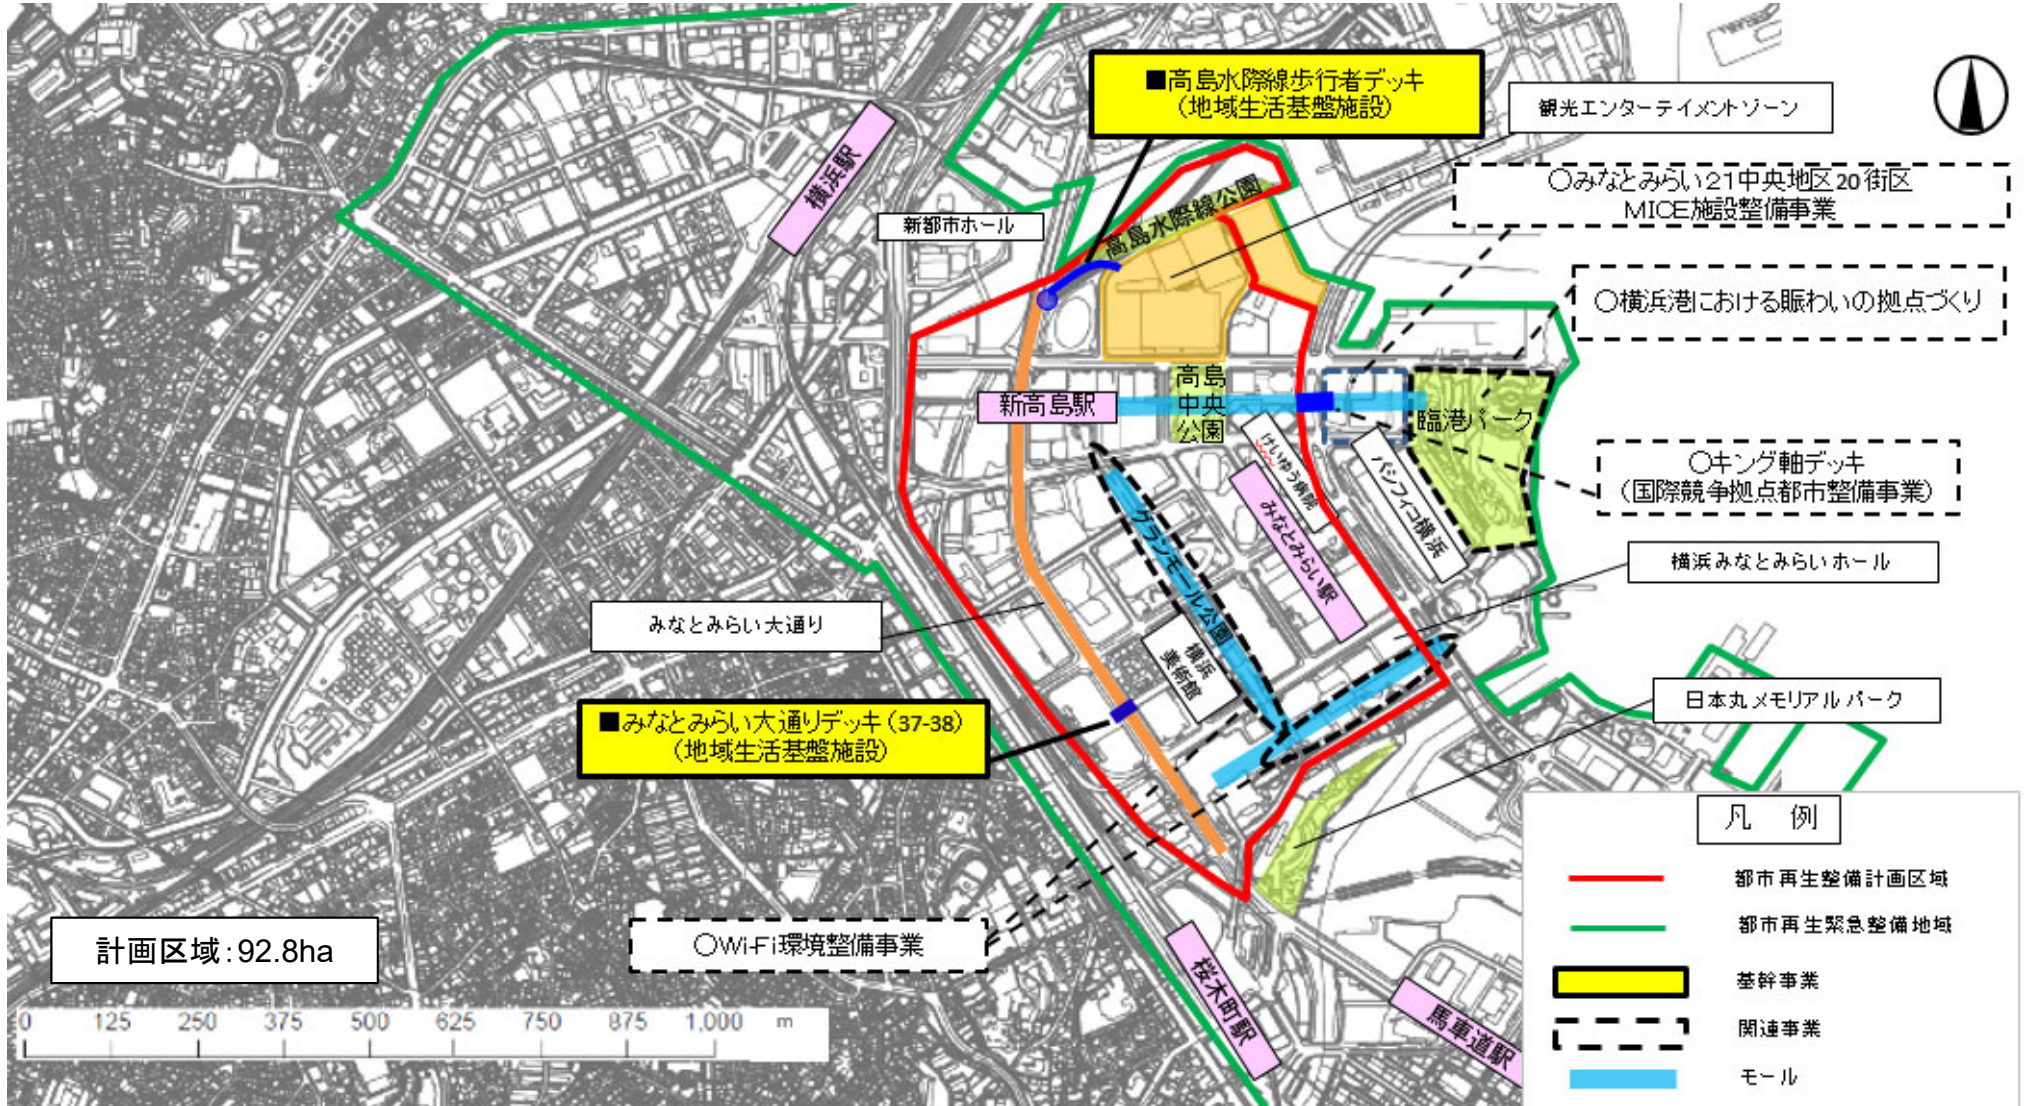 ■高島水際線歩行者デッキ
（地域生活基盤施設）
観光エンターテイメントゾーン
○みなとみらい21中央地区20街区
MICE施設整備事業
横浜駅
新都市ホール
高島水際線公園
○横浜港における賑わいの拠点づくり
新高島駅
高島
中央
公園
臨港パーク
けいゆう病院
パシフィコ横浜
○キング軸デッキ
（国際競争拠点都市整備事業）
みなとみらい駅
グランモール公園
横浜みなとみらいホール
みなとみらい大通り
横浜
美術館
日本丸メモリアルパーク
■みなとみらい大通りデッキ（37-38）
（地域生活基盤施設）
○Wi-Fi環境整備事業
計画区域：92.8ha
桜木町駅
馬車道駅
0 125 250 375 500 625 750 875 1,000 m
凡 例
都市再生整備計画区域
都市再生緊急整備地域
基幹事業
関連事業
モール